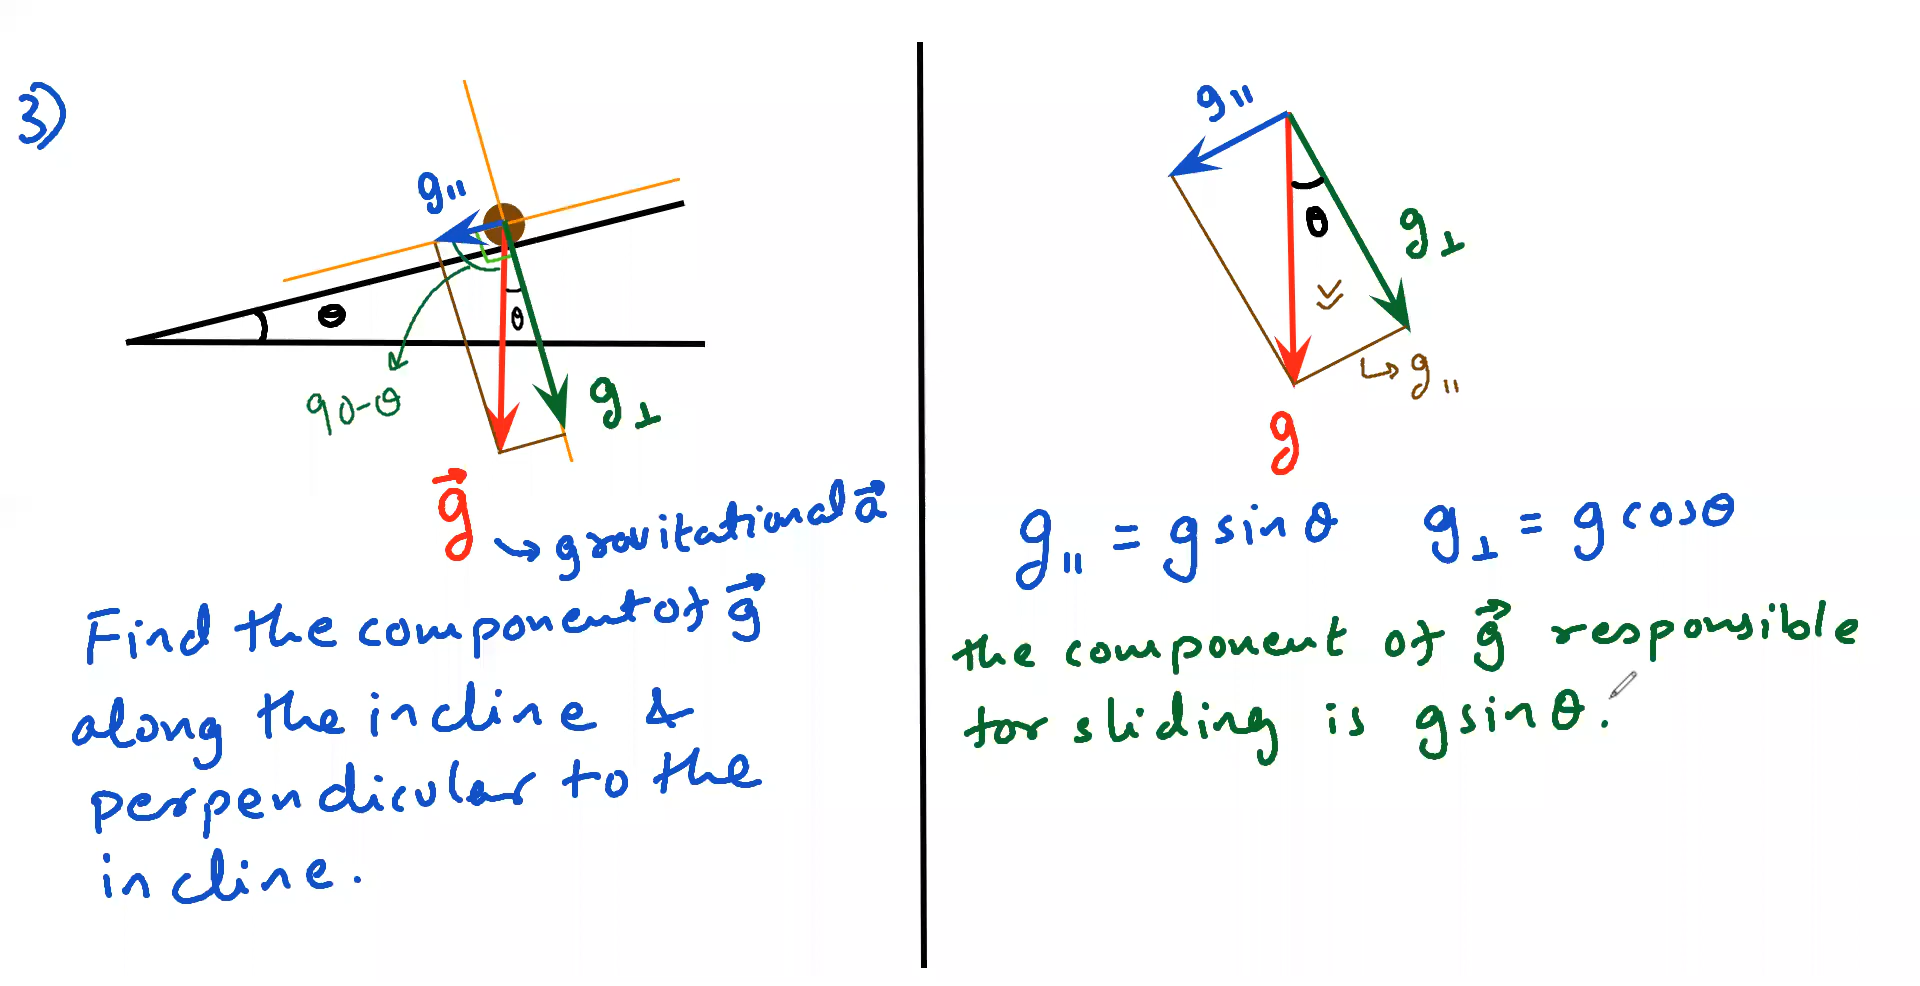 3)
g||
θ
θ
90-θ
g⊥
g⃗
↳ gravitational a⃗
Find the component of g⃗
along the incline &
perpendicular to the
incline.
g||
θ
g⊥
↳ g||
g
g|| = g sin θ g⊥ = g cos θ
the component of g⃗ responsible
for sliding is g sin θ.